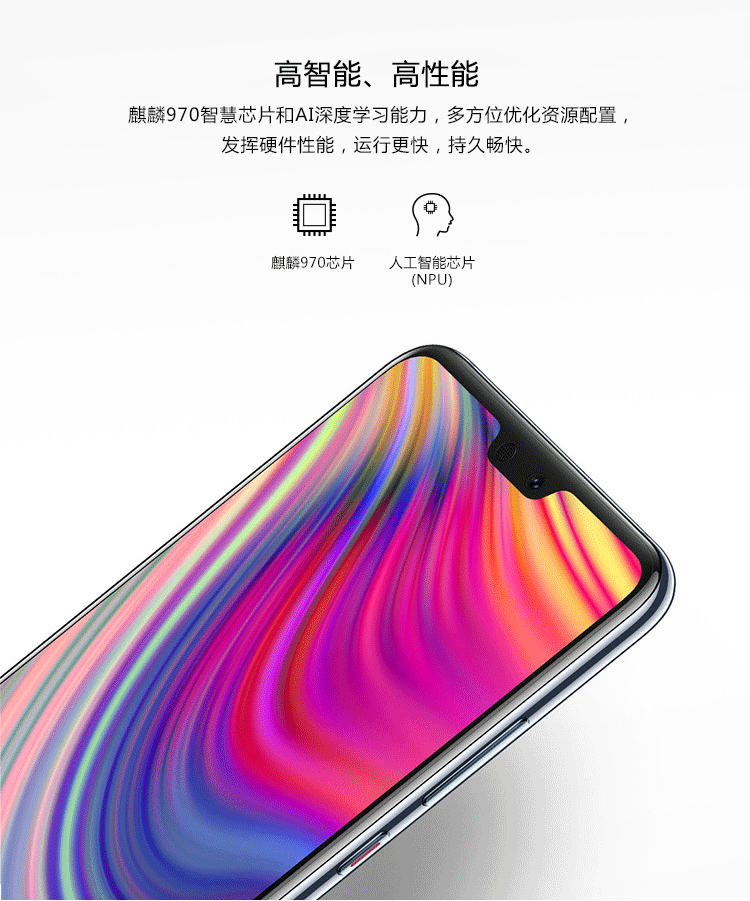 高智能、高性能
麒麟970智慧芯片和AI深度学习能力，多方位优化资源配置，
发挥硬件性能，运行更快，持久畅快。
麒麟970芯片 人工智能芯片
(NPU)